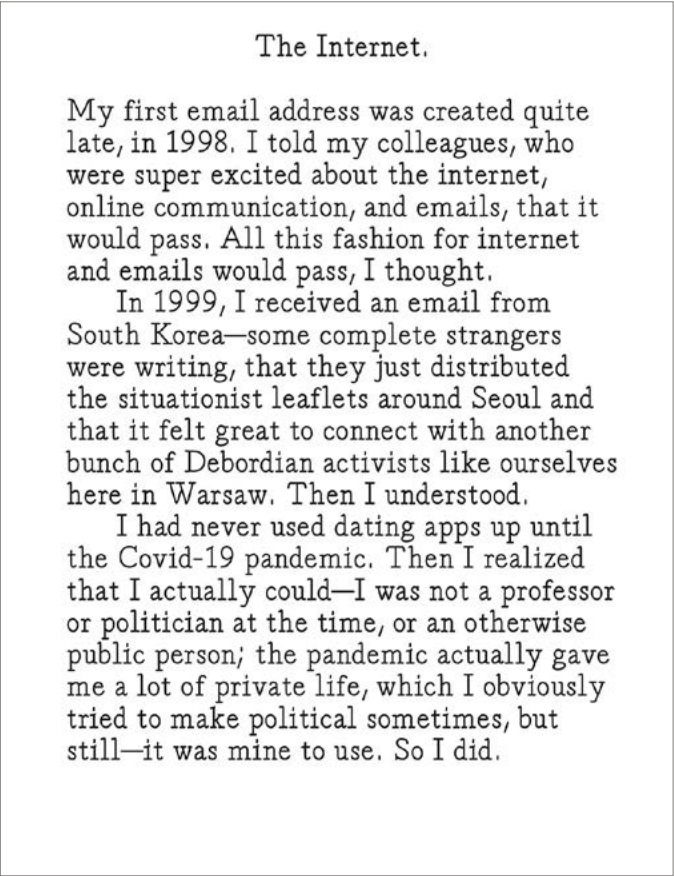 The Internet.
My first email address was created quite
late, in 1998. I told my colleagues, who
were super excited about the internet,
online communication, and emails, that it
would pass. All this fashion for internet
and emails would pass, I thought.
In 1999, I received an email from
South Korea—some complete strangers
were writing, that they just distributed
the situationist leaflets around Seoul and
that it felt great to connect with another
bunch of Debordian activists like ourselves
here in Warsaw. Then I understood.
I had never used dating apps up until
the Covid-19 pandemic. Then I realized
that I actually could—I was not a professor
or politician at the time, or an otherwise
public person; the pandemic actually gave
me a lot of private life, which I obviously
tried to make political sometimes, but
still—it was mine to use. So I did.